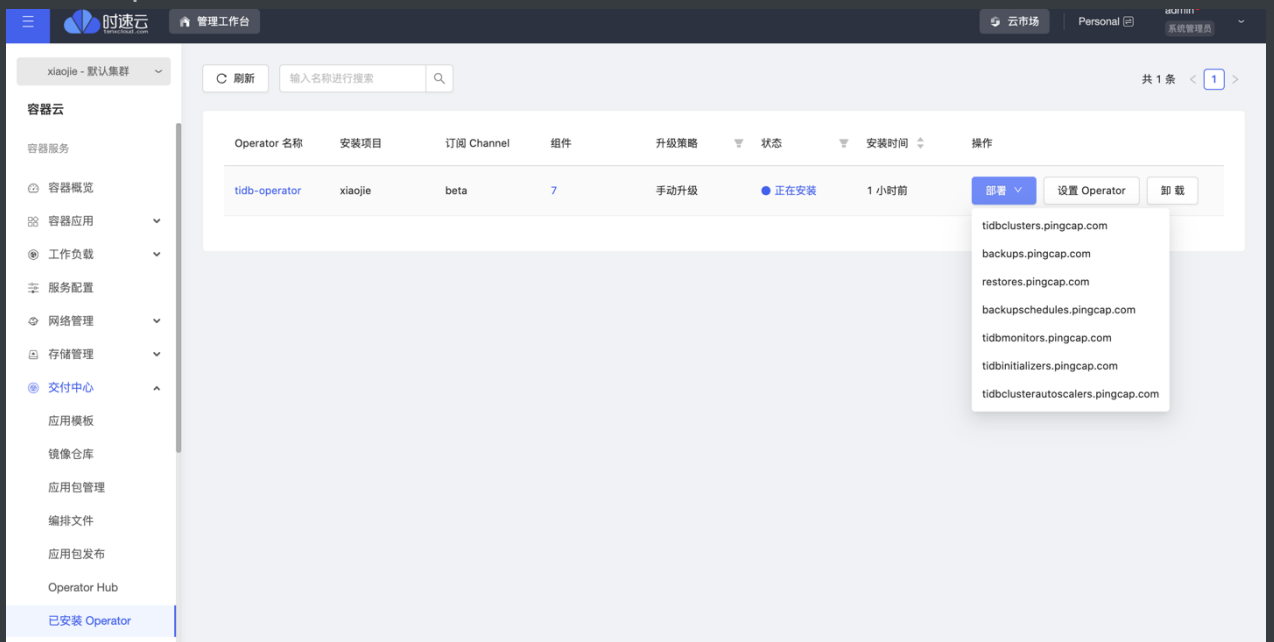 时速云
tenxcloud.com
管理工作台
云市场
Personal
admin
系统管理员
xiaojie - 默认集群
容器云
容器服务
容器概览
容器应用
工作负载
服务配置
网络管理
存储管理
交付中心
应用模板
镜像仓库
应用包管理
编排文件
应用包发布
Operator Hub
已安装 Operator
刷新
输入名称进行搜索
共 1 条 < 1 >
Operator 名称 安装项目 订阅 Channel 组件 升级策略 状态 安装时间 操作
tidb-operator xiaojie beta 7 手动升级 正在安装 1 小时前 部署 设置 Operator 卸 载
tidbclusters.pingcap.com
backups.pingcap.com
restores.pingcap.com
backupschedules.pingcap.com
tidbmonitors.pingcap.com
tidbinitializers.pingcap.com
tidbclusterautoscalers.pingcap.com